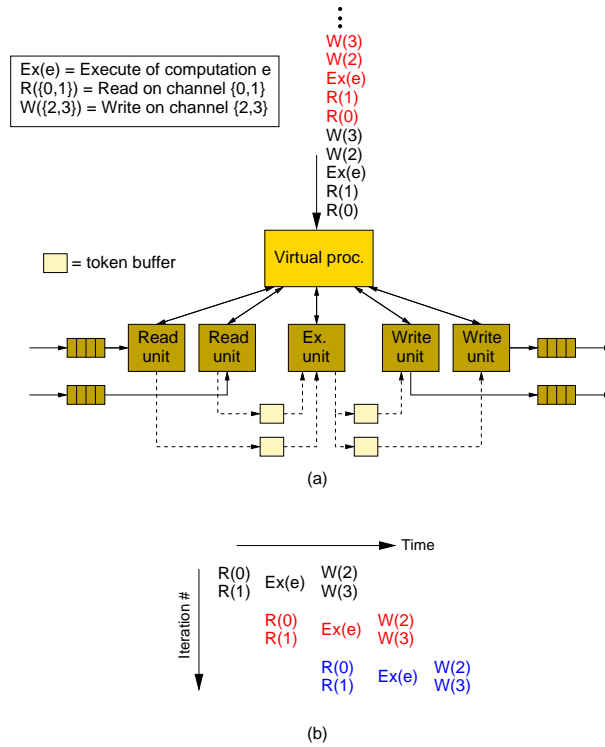 W(3)
W(2)
Ex(e)
R(1)
R(0)
W(3)
W(2)
Ex(e)
R(1)
R(0)
Ex(e) = Execute of computation e
R({0,1}) = Read on channel {0,1}
W({2,3}) = Write on channel {2,3}
Virtual proc.
= token buffer
Read
unit
Read
unit
Ex.
unit
Write
unit
Write
unit
(a)
Time
Iteration #
R(0)
R(1)
Ex(e)
W(2)
W(3)
R(0)
R(1)
Ex(e)
W(2)
W(3)
R(0)
R(1)
Ex(e)
W(2)
W(3)
(b)